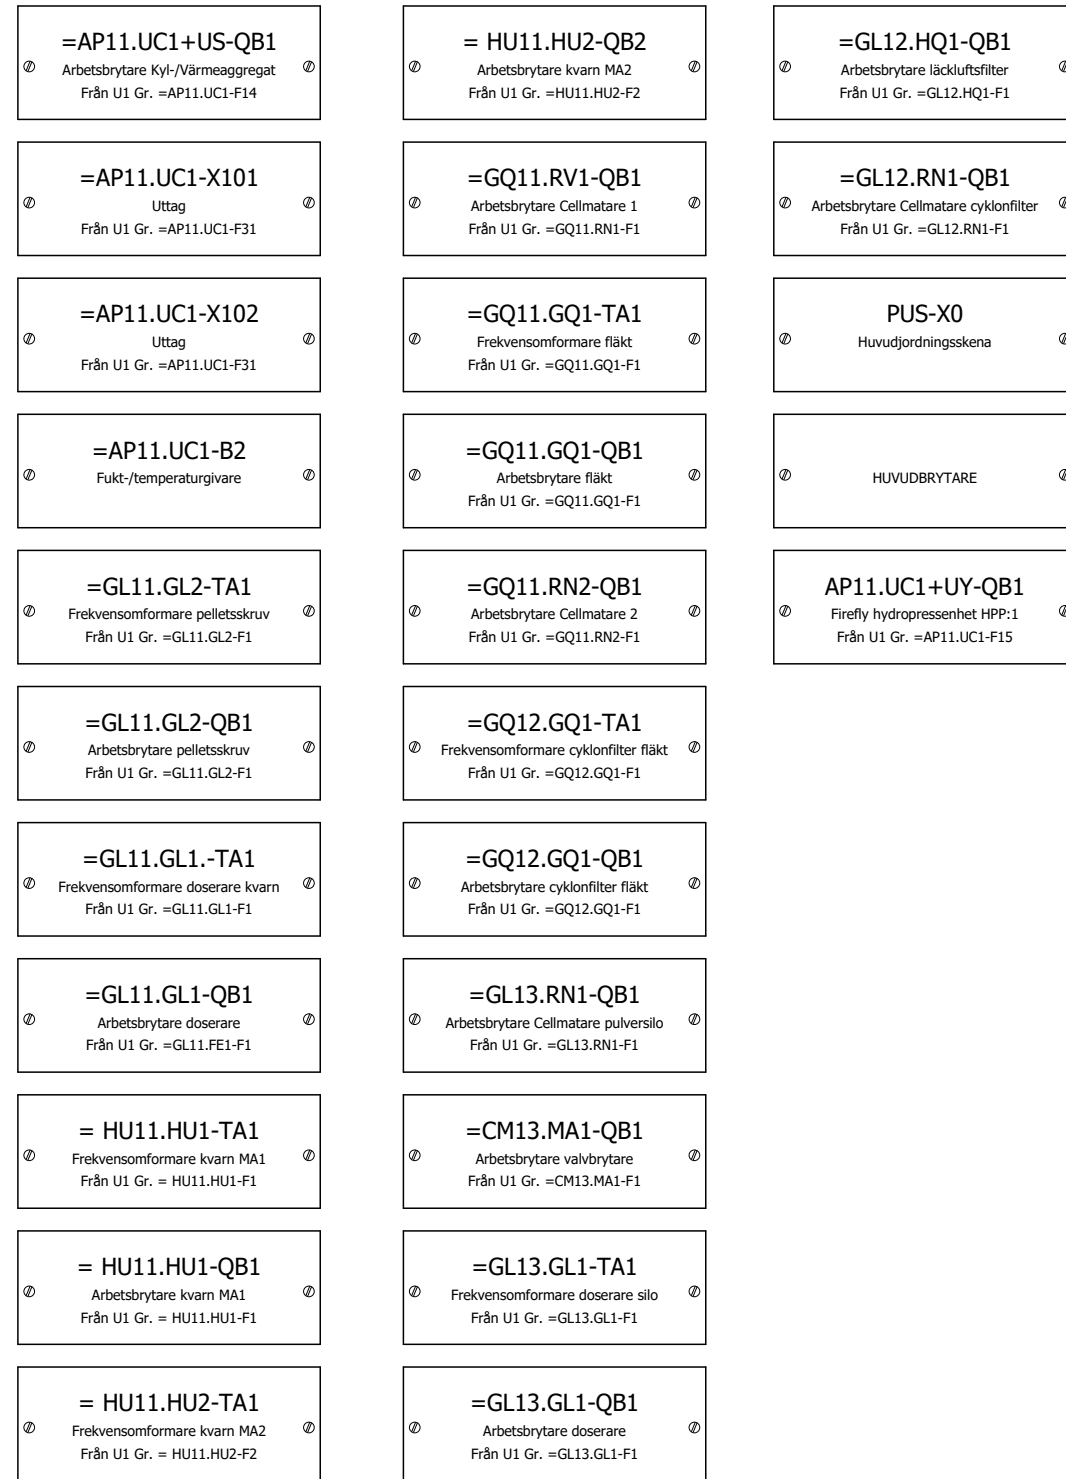 =AP11.UC1+US-QB1
Arbetsbrytare Kyl-/Värmeaggregat
Från U1 Gr. =AP11.UC1-F14
=AP11.UC1-X101
Uttag
Från U1 Gr. =AP11.UC1-F31
=AP11.UC1-X102
Uttag
Från U1 Gr. =AP11.UC1-F31
=AP11.UC1-B2
Fukt-/temperaturgivare
=GL11.GL2-TA1
Frekvensomformare pelletsskruv
Från U1 Gr. =GL11.GL2-F1
=GL11.GL2-QB1
Arbetsbrytare pelletsskruv
Från U1 Gr. =GL11.GL2-F1
=GL11.GL1.-TA1
Frekvensomformare doserare kvarn
Från U1 Gr. =GL11.GL1-F1
=GL11.GL1-QB1
Arbetsbrytare doserare
Från U1 Gr. =GL11.FE1-F1
= HU11.HU1-TA1
Frekvensomformare kvarn MA1
Från U1 Gr. = HU11.HU1-F1
= HU11.HU1-QB1
Arbetsbrytare kvarn MA1
Från U1 Gr. = HU11.HU1-F1
= HU11.HU2-TA1
Frekvensomformare kvarn MA2
Från U1 Gr. = HU11.HU2-F2
= HU11.HU2-QB2
Arbetsbrytare kvarn MA2
Från U1 Gr. =HU11.HU2-F2
=GQ11.RV1-QB1
Arbetsbrytare Cellmatare 1
Från U1 Gr. =GQ11.RN1-F1
=GQ11.GQ1-TA1
Frekvensomformare fläkt
Från U1 Gr. =GQ11.GQ1-F1
=GQ11.GQ1-QB1
Arbetsbrytare fläkt
Från U1 Gr. =GQ11.GQ1-F1
=GQ11.RN2-QB1
Arbetsbrytare Cellmatare 2
Från U1 Gr. =GQ11.RN2-F1
=GQ12.GQ1-TA1
Frekvensomformare cyklonfilter fläkt
Från U1 Gr. =GQ12.GQ1-F1
=GQ12.GQ1-QB1
Arbetsbrytare cyklonfilter fläkt
Från U1 Gr. =GQ12.GQ1-F1
=GL13.RN1-QB1
Arbetsbrytare Cellmatare pulversilo
Från U1 Gr. =GL13.RN1-F1
=CM13.MA1-QB1
Arbetsbrytare valvbrytare
Från U1 Gr. =CM13.MA1-F1
=GL13.GL1-TA1
Frekvensomformare doserare silo
Från U1 Gr. =GL13.GL1-F1
=GL13.GL1-QB1
Arbetsbrytare doserare
Från U1 Gr. =GL13.GL1-F1
=GL12.HQ1-QB1
Arbetsbrytare läckluftsfilter
Från U1 Gr. =GL12.HQ1-F1
=GL12.RN1-QB1
Arbetsbrytare Cellmatare cyklonfilter
Från U1 Gr. =GL12.RN1-F1
PUS-X0
Huvudjordningsskena
HUVUDBRYTARE
AP11.UC1+UY-QB1
Firefly hydropressenhet HPP:1
Från U1 Gr. =AP11.UC1-F15